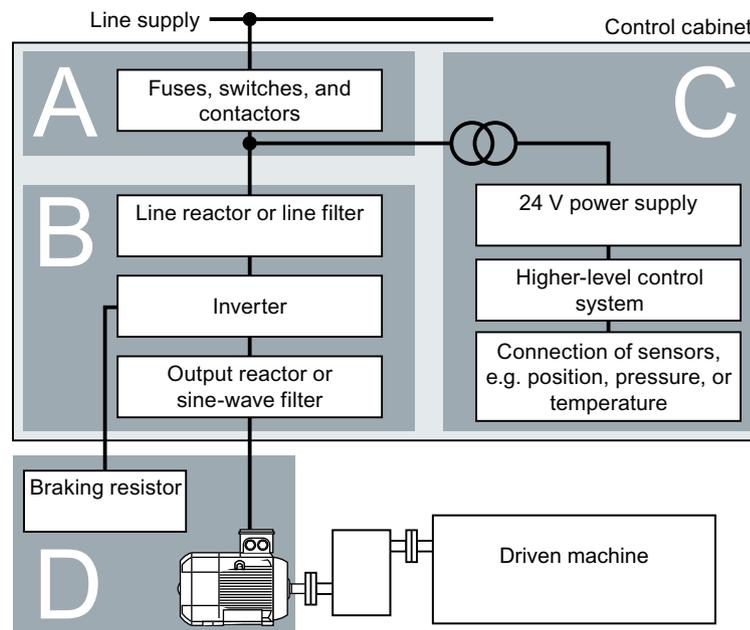 Line supply
Control cabinet
A
Fuses, switches, and
contactors
C
B
Line reactor or line filter
Inverter
Output reactor or
sine-wave filter
24 V power supply
Higher-level control
system
Connection of sensors,
e.g. position, pressure, or
temperature
Braking resistor
D
Driven machine